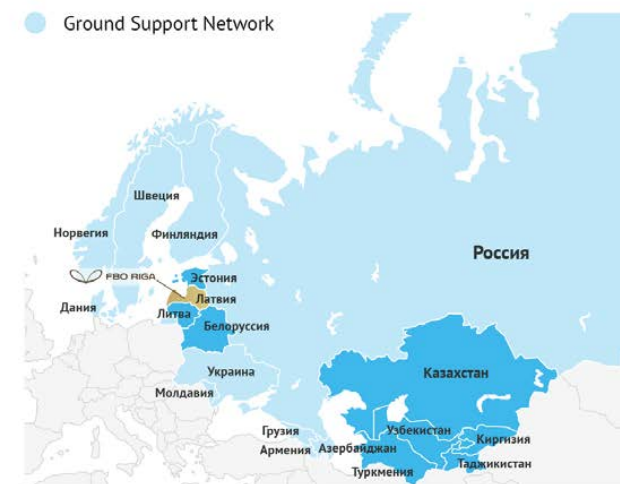 Ground Support Network
Швеция
Норвегия
Финляндия
Россия
FBO RIGA
Эстония
Дания
Латвия
Литва
Белоруссия
Украина
Казахстан
Молдавия
Грузия
Узбекистан
Киргизия
Армения
Азербайджан
Таджикистан
Туркмения